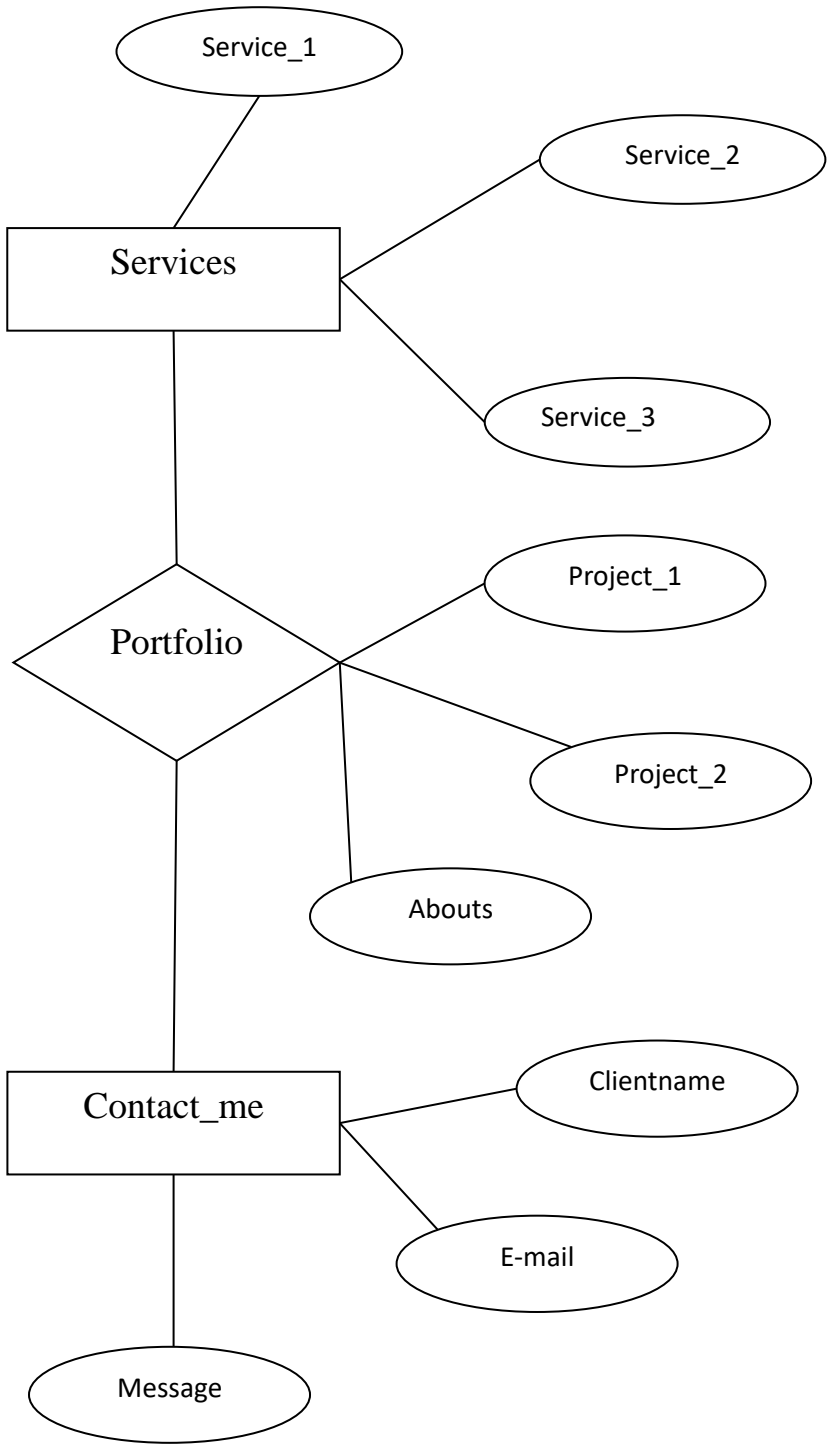 Service_1
Service_2
Services
Service_3
Project_1
Portfolio
Project_2
Abouts
Clientname
Contact_me
E-mail
Message